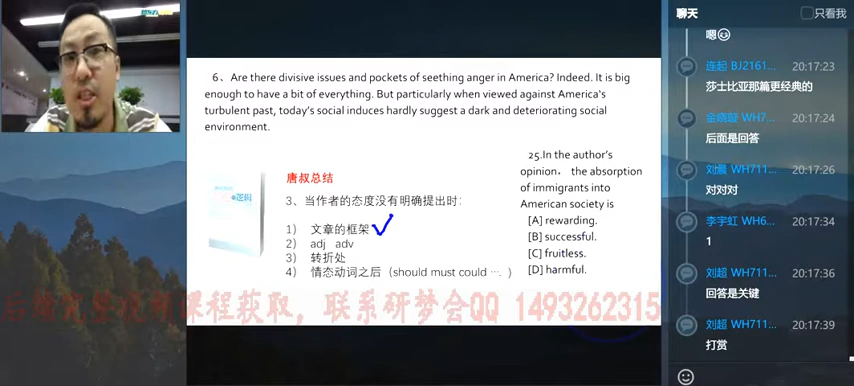 6、Are there divisive issues and pockets of seething anger in America? Indeed. It is big
enough to have a bit of everything. But particularly when viewed against America's
turbulent past, today's social induces hardly suggest a dark and deteriorating social
environment.
唐叔总结
3、当作者的态度没有明确提出时：
1） 文章的框架
2） adj adv
3） 转折处
4） 情态动词之后（should must could …. ）
25.In the author's
opinion， the absorption
of immigrants into
American society is
[A] rewarding.
[B] successful.
[C] fruitless.
[D] harmful.
逻辑
后续完整视频课程获取，联系研梦会QQ 1493262315
聊天
只看我
嗯
连起 BJ2161... 20:17:23
莎士比亚那篇更经典的
WH7... 20:17:24
后面是回答
刘晨 WH711... 20:17:26
对对对
李宇虹 WH6... 20:17:34
1
刘超 WH711... 20:17:36
回答是关键
刘超 WH711... 20:17:39
打赏